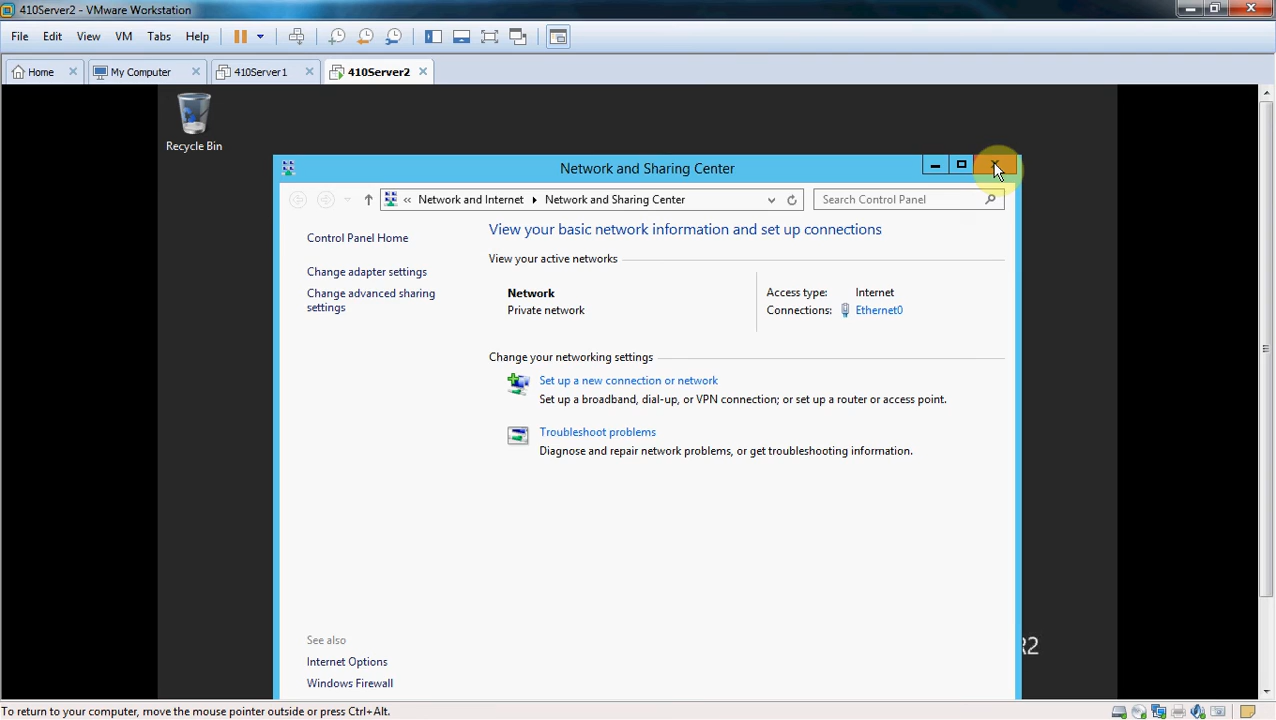 410Server2 - VMware Workstation
File Edit View VM Tabs Help
Home My Computer 410Server1 410Server2
Recycle Bin
Network and Sharing Center
« Network and Internet Network and Sharing Center Search Control Panel
Control Panel Home
Change adapter settings
Change advanced sharing
settings
View your basic network information and set up connections
View your active networks
Network
Private network
Access type: Internet
Connections: Ethernet0
Change your networking settings
Set up a new connection or network
Set up a broadband, dial-up, or VPN connection; or set up a router or access point.
Troubleshoot problems
Diagnose and repair network problems, or get troubleshooting information.
See also
Internet Options
Windows Firewall
R2
To return to your computer, move the mouse pointer outside or press Ctrl+Alt.